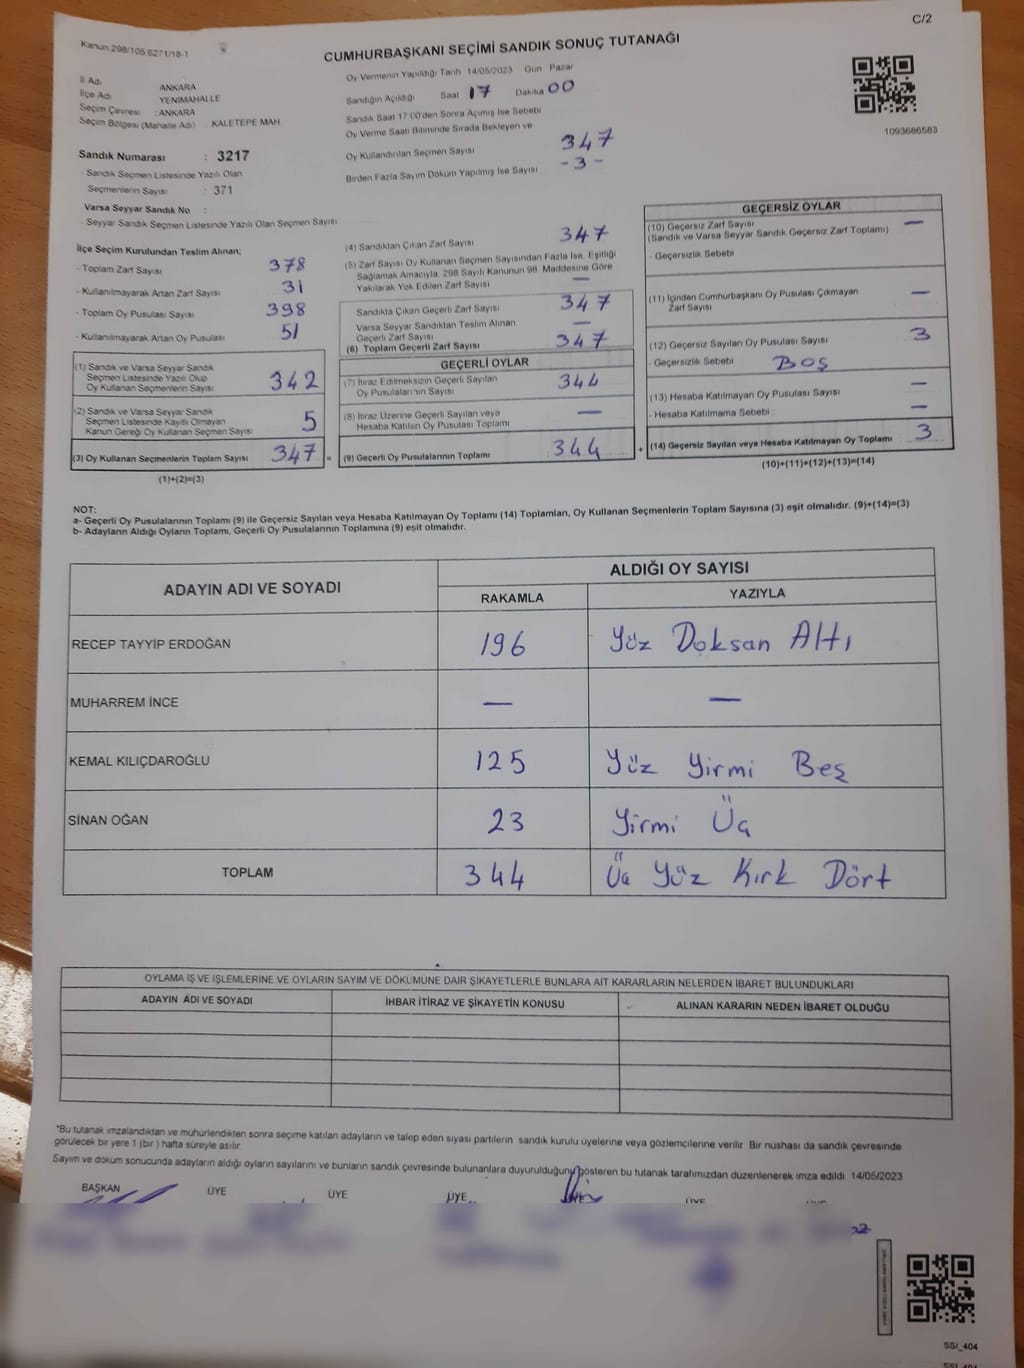 C/2
Kanun:298/105,6271/18-1
CUMHURBAŞKANI SEÇİMİ SANDIK SONUÇ TUTANAĞI
İl Adı : ANKARA
İlçe Adı : YENİMAHALLE
Seçim Çevresi : ANKARA
Seçim Bölgesi (Mahalle Adı) : KALETEPE MAH
Sandık Numarası : 3217
- Sandık Seçmen Listesinde Yazılı Olan
Seçmenlerin Sayısı : 371
Varsa Seyyar Sandık No :
- Seyyar Sandık Seçmen Listesinde Yazılı Olan Seçmen Sayısı
Oy Vermenin Yapıldığı Tarih 14/05/2023 Gün Pazar
Sandığın Açıldığı Saat 17 Dakika 00
Sandık Saat 17:00'den Sonra Açımış İse Sebebi
Oy Verme Saati Bitiminde Sırada Bekleyen ve
Oy Kullandırılan Seçmen Sayısı 347
Birden Fazla Sayım Döküm Yapılmış İse Sayısı - 3 -
1093686583
İlçe Seçim Kurulundan Teslim Alınan;
- Toplam Zarf Sayısı 378
- Kullanılmayarak Artan Zarf Sayısı 31
- Toplam Oy Pusulası Sayısı 398
- Kullanılmayarak Artan Oy Pusulası 51
(1) Sandık ve Varsa Seyyar Sandık
Seçmen Listesinde Yazılı Olup
Oy Kullanan Seçmenlerin Sayısı 342
(2) Sandık ve Varsa Seyyar Sandık
Seçmen Listesinde Kayıtlı Olmayan
Kanun Gereği Oy Kullanan Seçmen Sayısı 5
(3) Oy Kullanan Seçmenlerin Toplam Sayısı 347 =
(1)+(2)=(3)
(4) Sandıktan Çıkan Zarf Sayısı 347
(5) Zarf Sayısı Oy Kullanan Seçmen Sayısından Fazla İse, Eşitliği
Sağlamak Amacıyla, 298 Sayılı Kanunun 98. Maddesine Göre
Yakılarak Yok Edilen Zarf Sayısı —
Sandıkta Çıkan Geçerli Zarf Sayısı 347
Varsa Seyyar Sandıktan Teslim Alınan
Geçerli Zarf Sayısı —
(6) Toplam Geçerli Zarf Sayısı 347
GEÇERLİ OYLAR
(7) İtiraz Edilmeksizin Geçerli Sayılan
Oy Pusulalarının Sayısı 344
(8) İtiraz Üzerine Geçerli Sayılan veya
Hesaba Katılan Oy Pusulası Toplamı —
(9) Geçerli Oy Pusulalarının Toplamı 344 +
GEÇERSİZ OYLAR
(10) Geçersiz Zarf Sayısı —
(Sandık ve Varsa Seyyar Sandık Geçersiz Zarf Toplamı)
- Geçersizlik Sebebi
(11) İçinden Cumhurbaşkanı Oy Pusulası Çıkmayan
Zarf Sayısı —
(12) Geçersiz Sayılan Oy Pusulası Sayısı 3
- Geçersizlik Sebebi Boş
(13) Hesaba Katılmayan Oy Pusulası Sayısı —
- Hesaba Katılmama Sebebi —
(14) Geçersiz Sayılan veya Hesaba Katılmayan Oy Toplamı 3
(10)+(11)+(12)+(13)=(14)
NOT:
a- Geçerli Oy Pusulalarının Toplamı (9) ile Geçersiz Sayılan veya Hesaba Katılmayan Oy Toplamı (14) Toplamları, Oy Kullanan Seçmenlerin Toplam Sayısına (3) eşit olmalıdır. (9)+(14)=(3)
b- Adayların Aldığı Oyların Toplamı, Geçerli Oy Pusulalarının Toplamına (9) eşit olmalıdır.
ADAYIN ADI VE SOYADI ALDIĞI OY SAYISI
RAKAMLA YAZIYLA
RECEP TAYYİP ERDOĞAN 196 Yüz Doksan Altı
MUHARREM İNCE — —
KEMAL KILIÇDAROĞLU 125 Yüz Yirmi Beş
SİNAN OĞAN 23 Yirmi Üç
TOPLAM 344 Üç Yüz Kırk Dört
OYLAMA İŞ VE İŞLEMLERİNE VE OYLARIN SAYIM VE DÖKÜMÜNE DAİR ŞİKAYETLERLE BUNLARA AİT KARARLARIN NELERDEN İBARET BULUNDUKLARI
ADAYIN ADI VE SOYADI İHBAR İTİRAZ VE ŞİKAYETİN KONUSU ALINAN KARARIN NEDEN İBARET OLDUĞU
*Bu tutanak imzalandıktan ve mühürlendikten sonra seçime katılan adayların ve talep eden siyasi partilerin sandık kurulu üyelerine veya gözlemcilerine verilir. Bir nüshası da sandık çevresinde
görülecek bir yere 1 (bir) hafta süreyle asılır.
Sayım ve döküm sonucunda adayların aldığı oyların sayılarını ve bunların sandık çevresinde bulunanlara duyurulduğunu gösteren bu tutanak tarafımızdan düzenlenerek imza edildi 14/05/2023
BAŞKAN ÜYE ÜYE ÜYE ÜYE
SSI_404